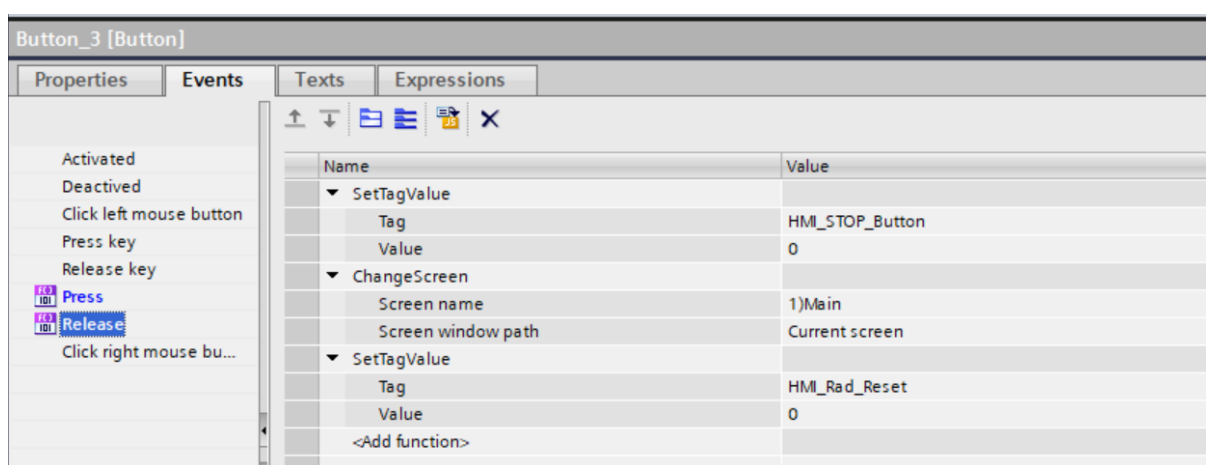 Button_3 [Button]
Properties Events Texts Expressions
Name Value
Activated
Deactived
Click left mouse button
Press key
Release key
Press
Release
Click right mouse bu...
SetTagValue
Tag HMI_STOP_Button
Value 0
ChangeScreen
Screen name 1)Main
Screen window path Current screen
SetTagValue
Tag HMI_Rad_Reset
Value 0
<Add function>